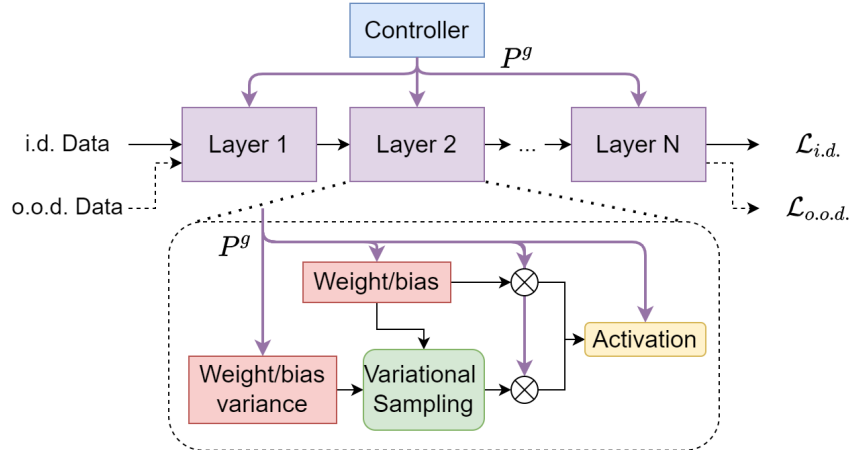 Controller
P^g
i.d. Data
Layer 1
Layer 2
...
Layer N
ℒ_{i.d.}
o.o.d. Data
ℒ_{o.o.d.}
P^g
Weight/bias
Activation
Weight/bias
variance
Variational
Sampling